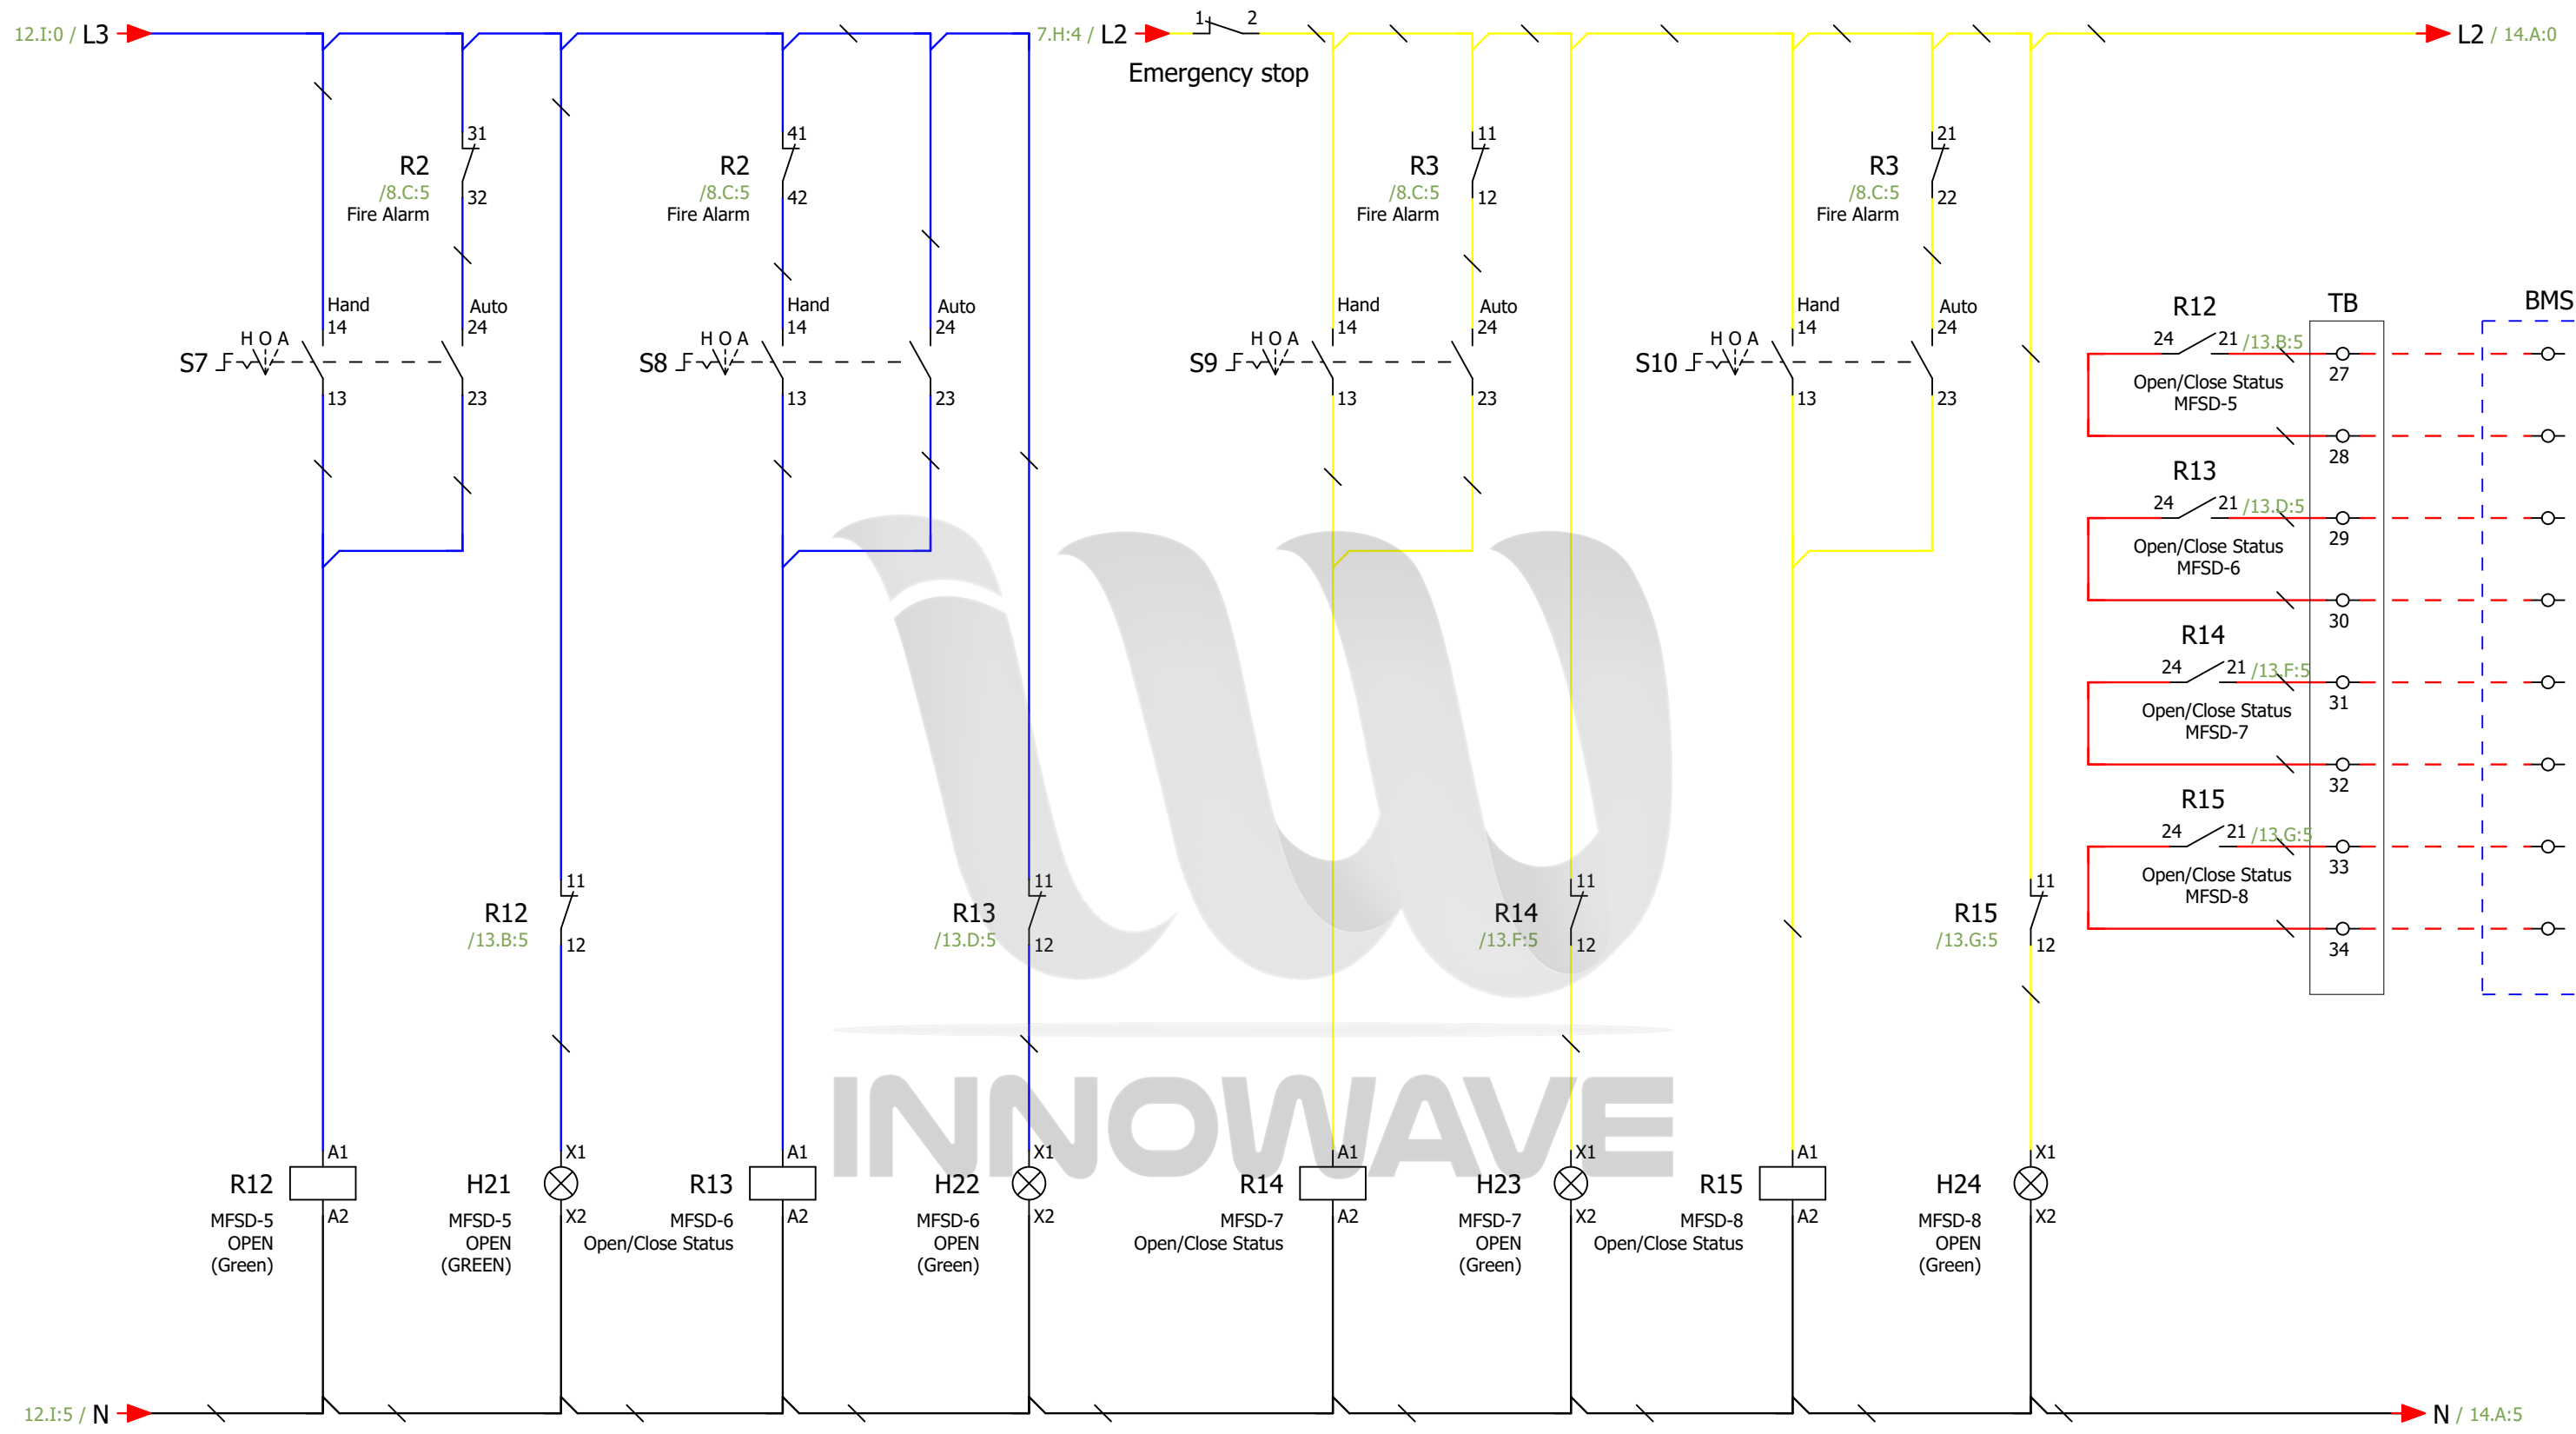 12.I:0 / L3
7.H:4 / L2
1 2
L2 / 14.A:0
Emergency stop
31
R2
/8.C:5
32
Fire Alarm
41
R2
/8.C:5
42
Fire Alarm
11
R3
/8.C:5
12
Fire Alarm
21
R3
/8.C:5
22
Fire Alarm
Hand
14
Auto
24
H O A
S7
13
23
Hand
14
Auto
24
H O A
S8
13
23
Hand
14
Auto
24
H O A
S9
13
23
Hand
14
Auto
24
H O A
S10
13
23
R12
TB
BMS
24 21 /13.B:5
27
Open/Close Status
MFSD-5
28
R13
24 21 /13.D:5
29
Open/Close Status
MFSD-6
30
R14
24 21 /13.F:5
31
Open/Close Status
MFSD-7
32
R15
24 21 /13.G:5
33
Open/Close Status
MFSD-8
34
11
R12
/13.B:5
12
11
R13
/13.D:5
12
11
R14
/13.F:5
12
11
R15
/13.G:5
12
INNOWAVE
A1
R12
A2
MFSD-5
OPEN
(Green)
X1
H21
X2
MFSD-5
OPEN
(GREEN)
A1
R13
A2
MFSD-6
Open/Close Status
X1
H22
X2
MFSD-6
OPEN
(Green)
A1
R14
A2
MFSD-7
Open/Close Status
X1
H23
X2
MFSD-7
OPEN
(Green)
A1
R15
A2
MFSD-8
Open/Close Status
X1
H24
X2
MFSD-8
OPEN
(Green)
12.I:5 / N
N / 14.A:5